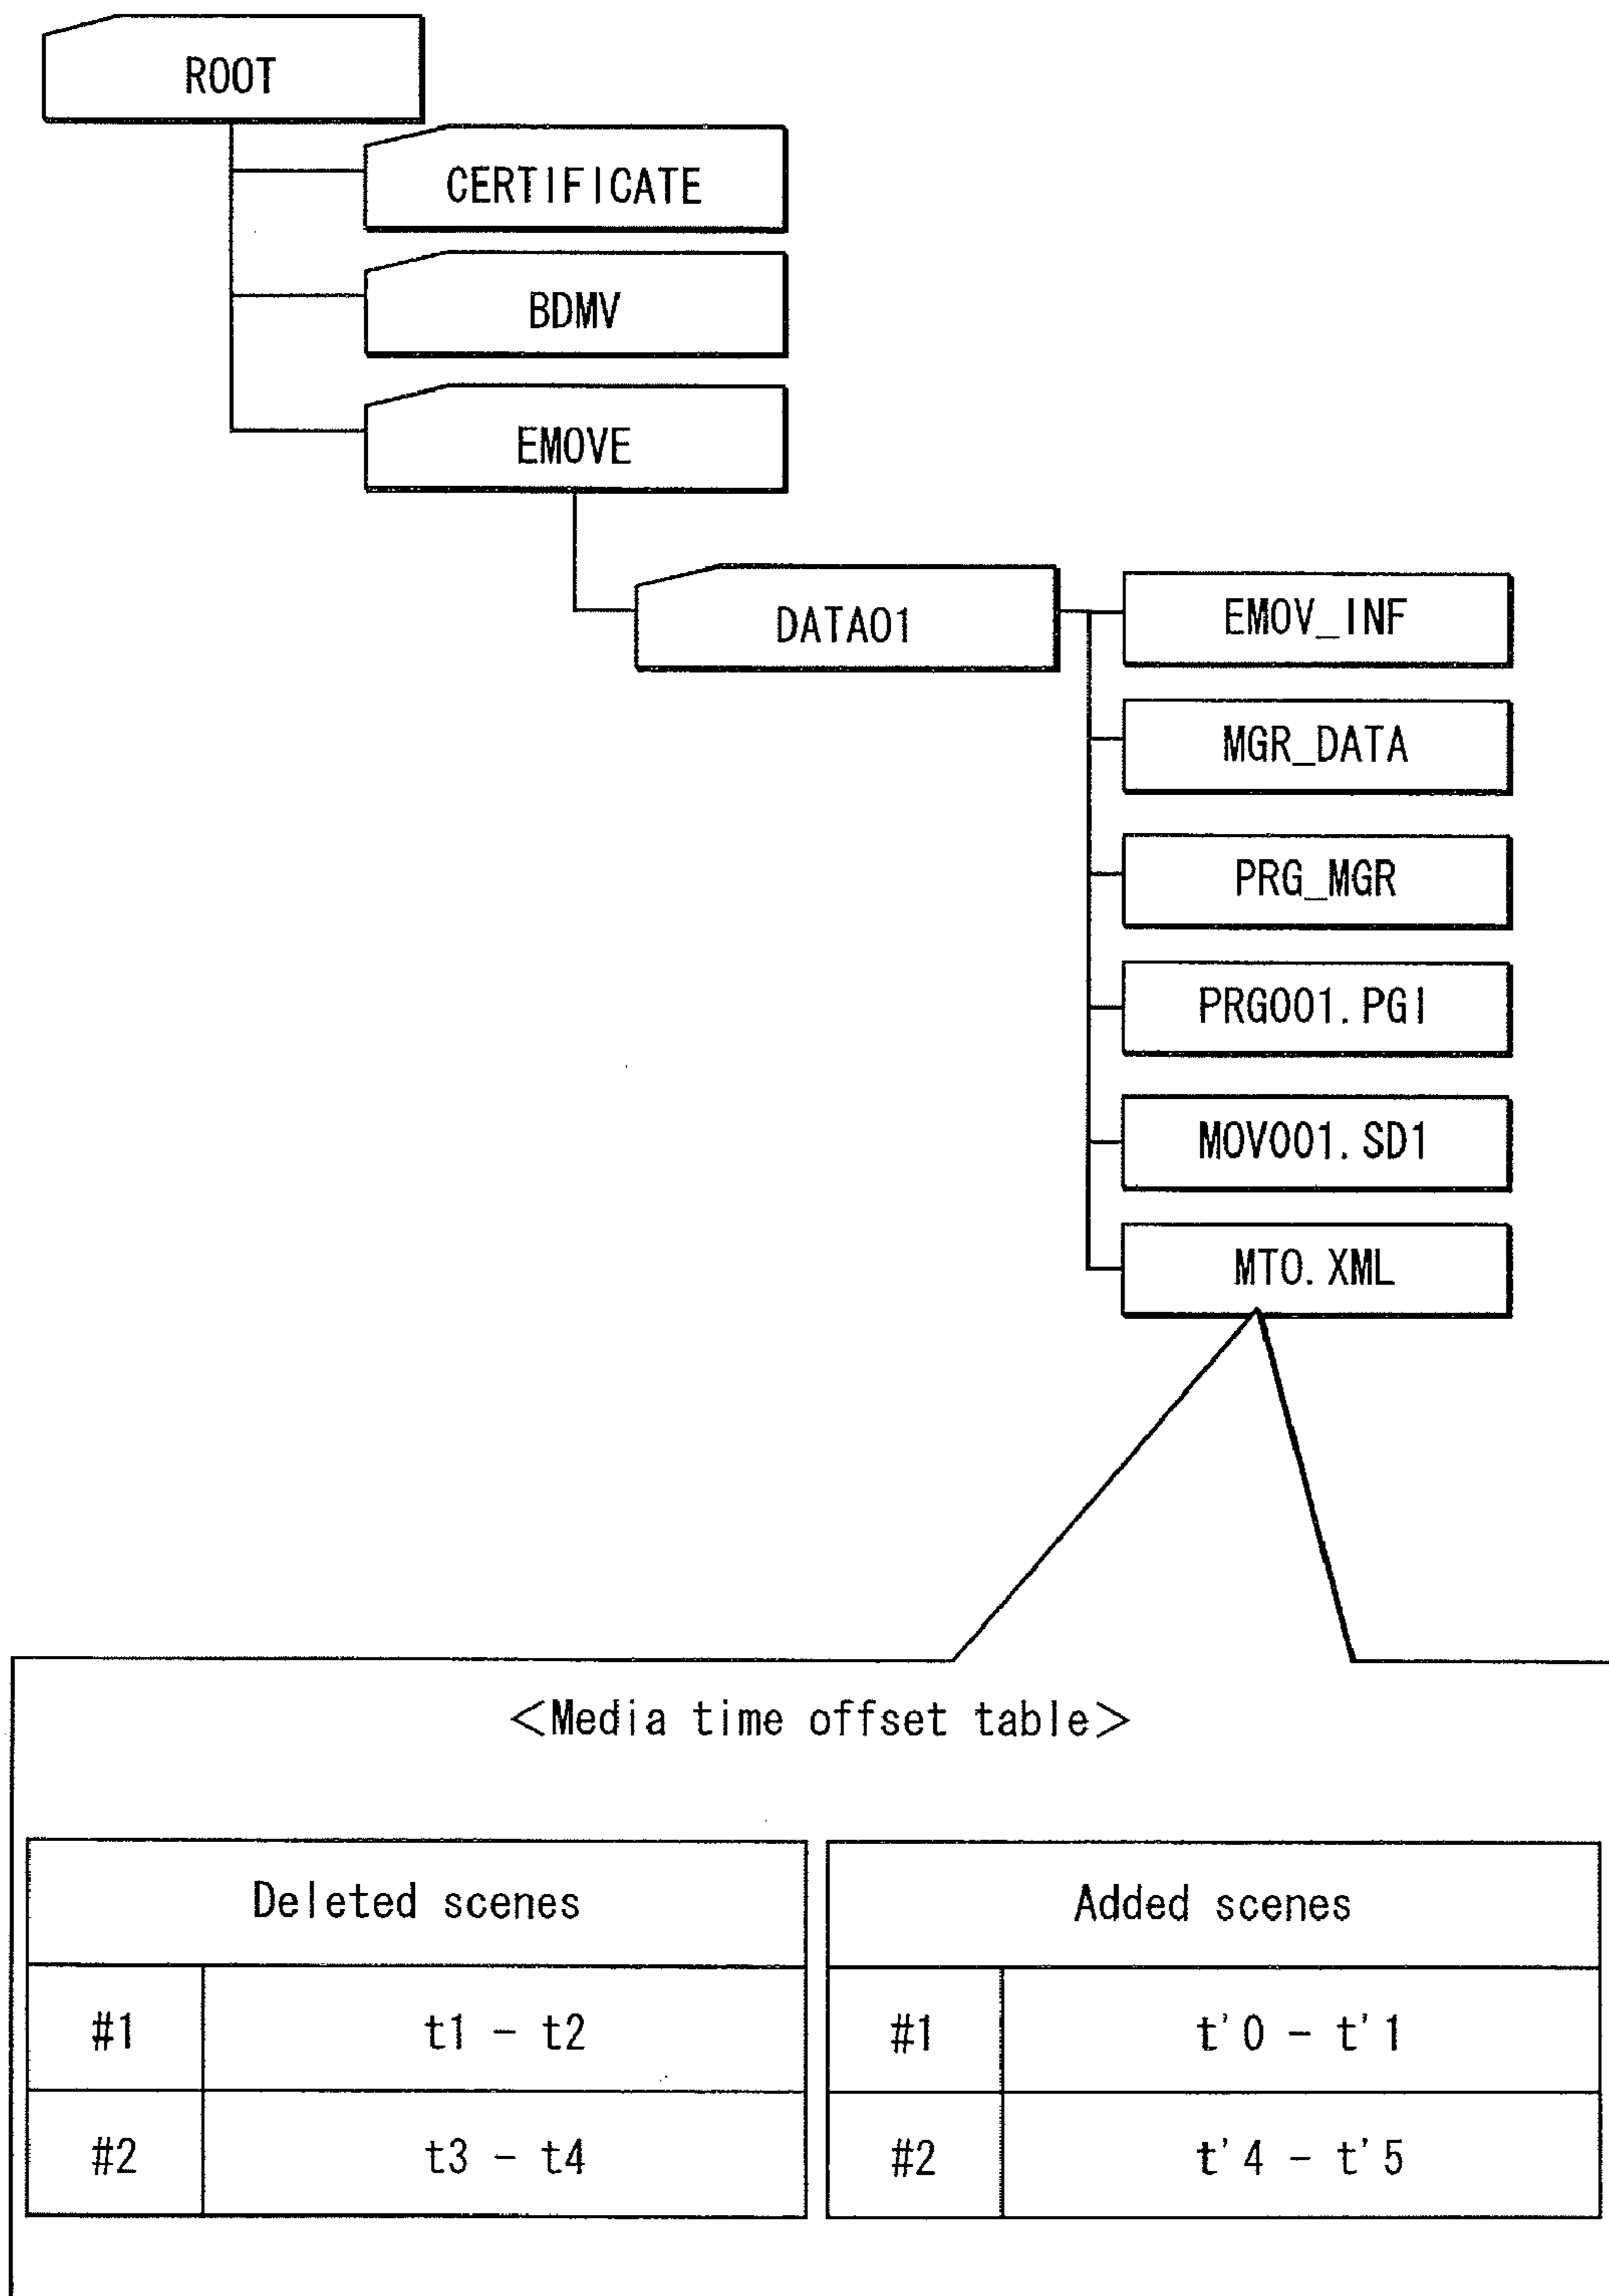 ROOT
CERTIFICATE
BDMV
EMOVE
DATA01
EMOV_INF
MGR_DATA
PRG_MGR
PRG001.PGI
MOV001.SD1
MTO.XML
<Media time offset table>
Deleted scenes
#1 t1 - t2
#2 t3 - t4
Added scenes
#1 t'0 - t'1
#2 t'4 - t'5